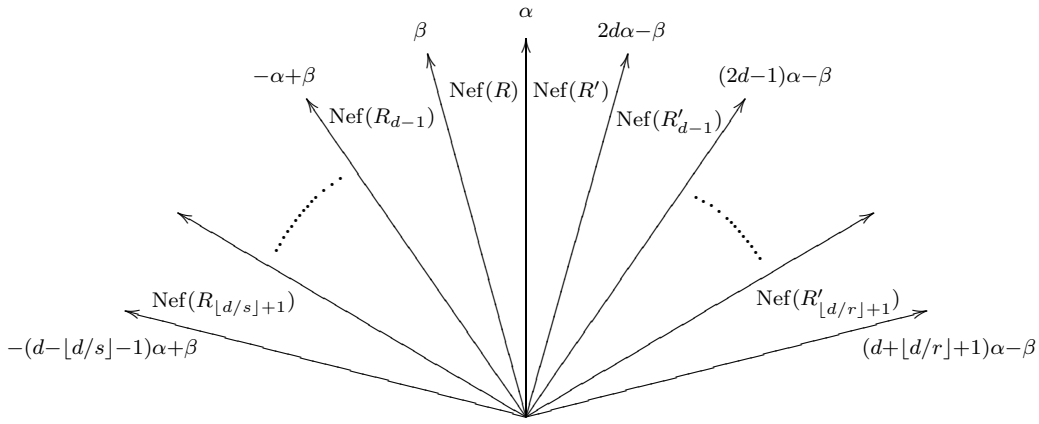 α
β
2dα−β
−α+β
(2d−1)α−β
Nef(R)
Nef(R′)
Nef(R_{d−1})
Nef(R′_{d−1})
Nef(R_{⌊d/s⌋+1})
Nef(R′_{⌊d/r⌋+1})
−(d−⌊d/s⌋−1)α+β
(d+⌊d/r⌋+1)α−β